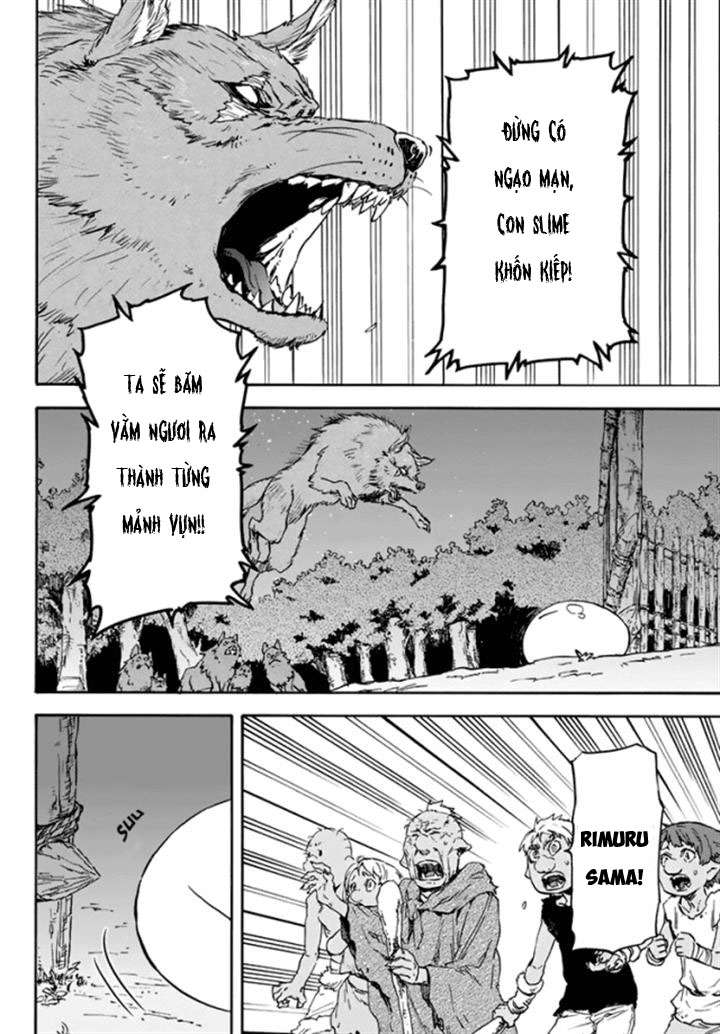 ĐỪNG CÓ
NGẠO MẠN,
CON SLIME
KHỐN KIẾP!
TA SẼ BĂM
VẰM NGƯƠI RA
THÀNH TỪNG
MẢNH VỤN!!
RIMURU
SAMA!
SUU